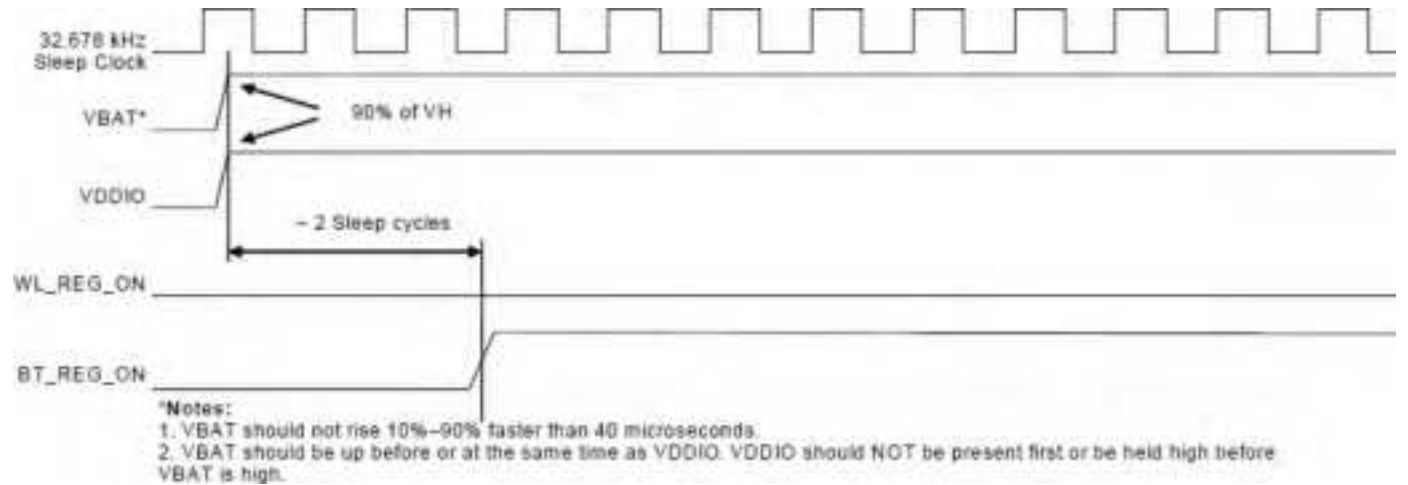 32.678 kHz
Sleep Clock
90% of VH
VBAT*
VDDIO
~ 2 Sleep cycles
WL_REG_ON
BT_REG_ON
*Notes:
1. VBAT should not rise 10%–90% faster than 40 microseconds.
2. VBAT should be up before or at the same time as VDDIO. VDDIO should NOT be present first or be held high before
VBAT is high.